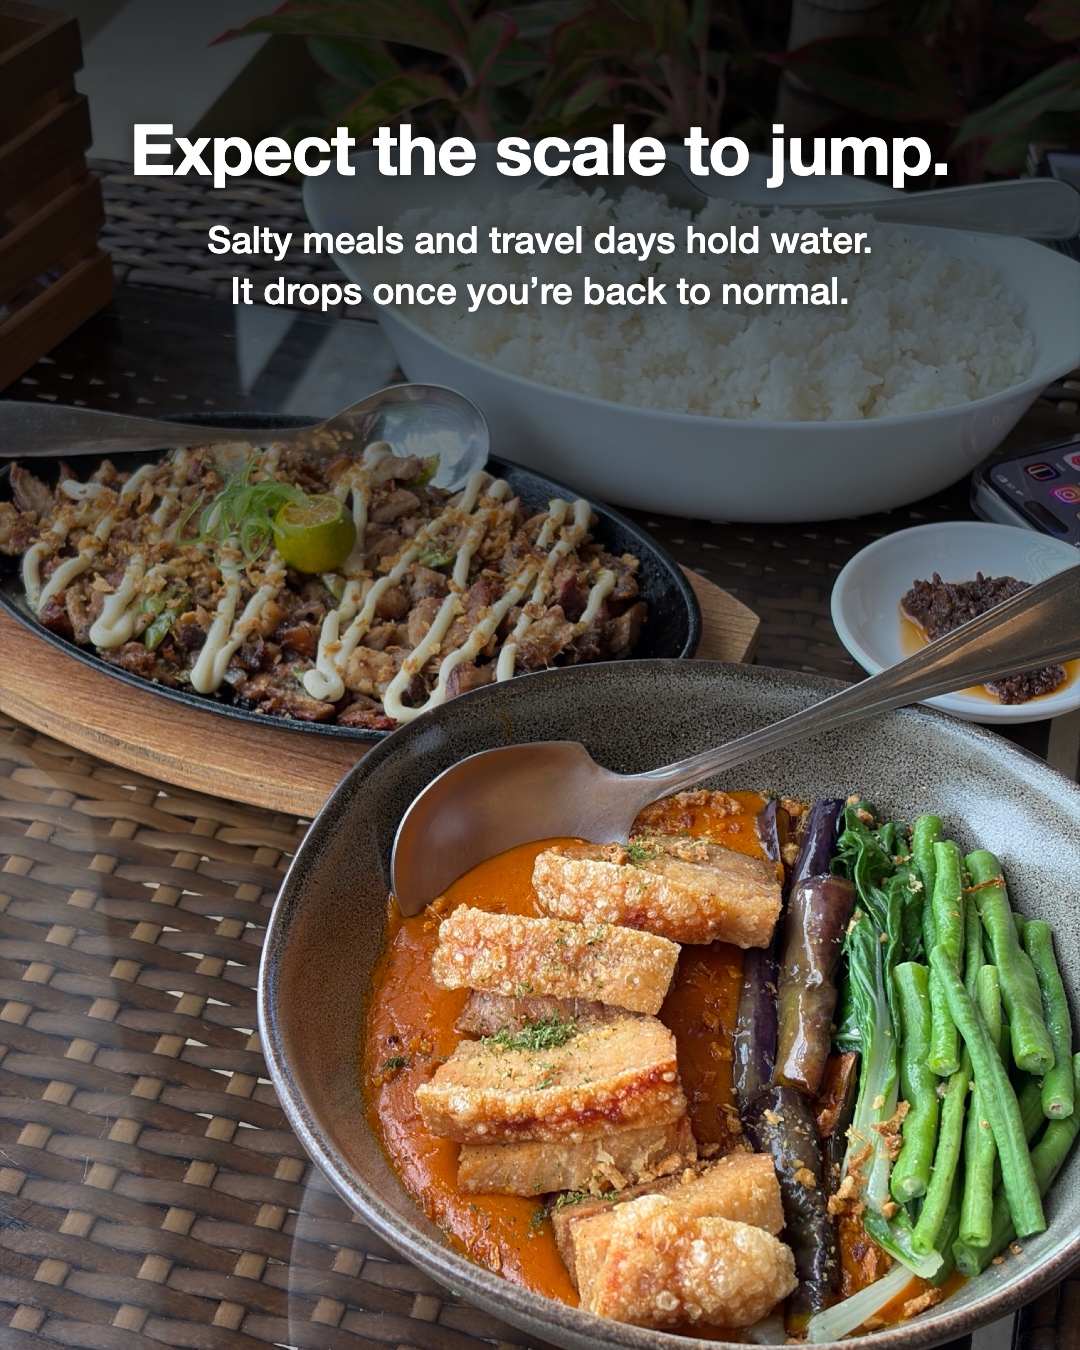 Expect the scale to jump.
Salty meals and travel days hold water.
It drops once you’re back to normal.